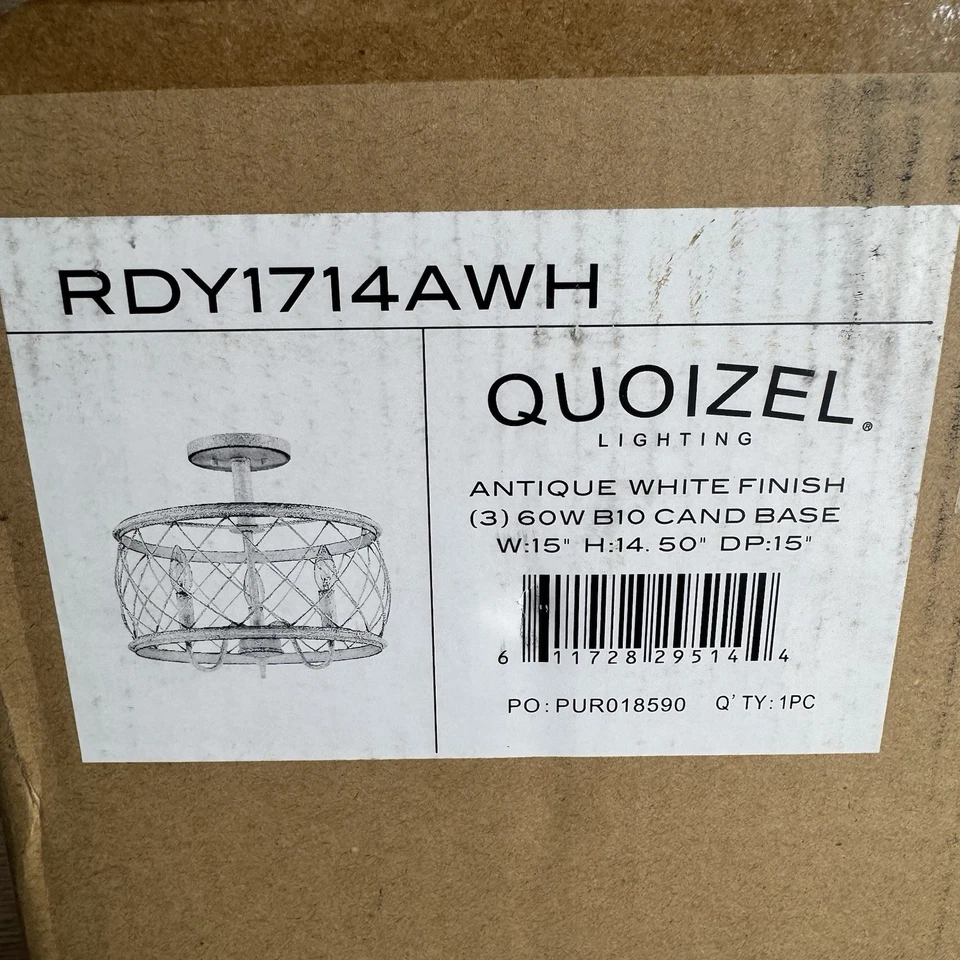 RDY1714AWH
QUOIZEL®
LIGHTING
ANTIQUE WHITE FINISH
(3) 60W B10 CAND BASE
W:15" H:14. 50" DP:15"
6 11728 29514 4
PO: PUR018590 Q' TY: 1PC